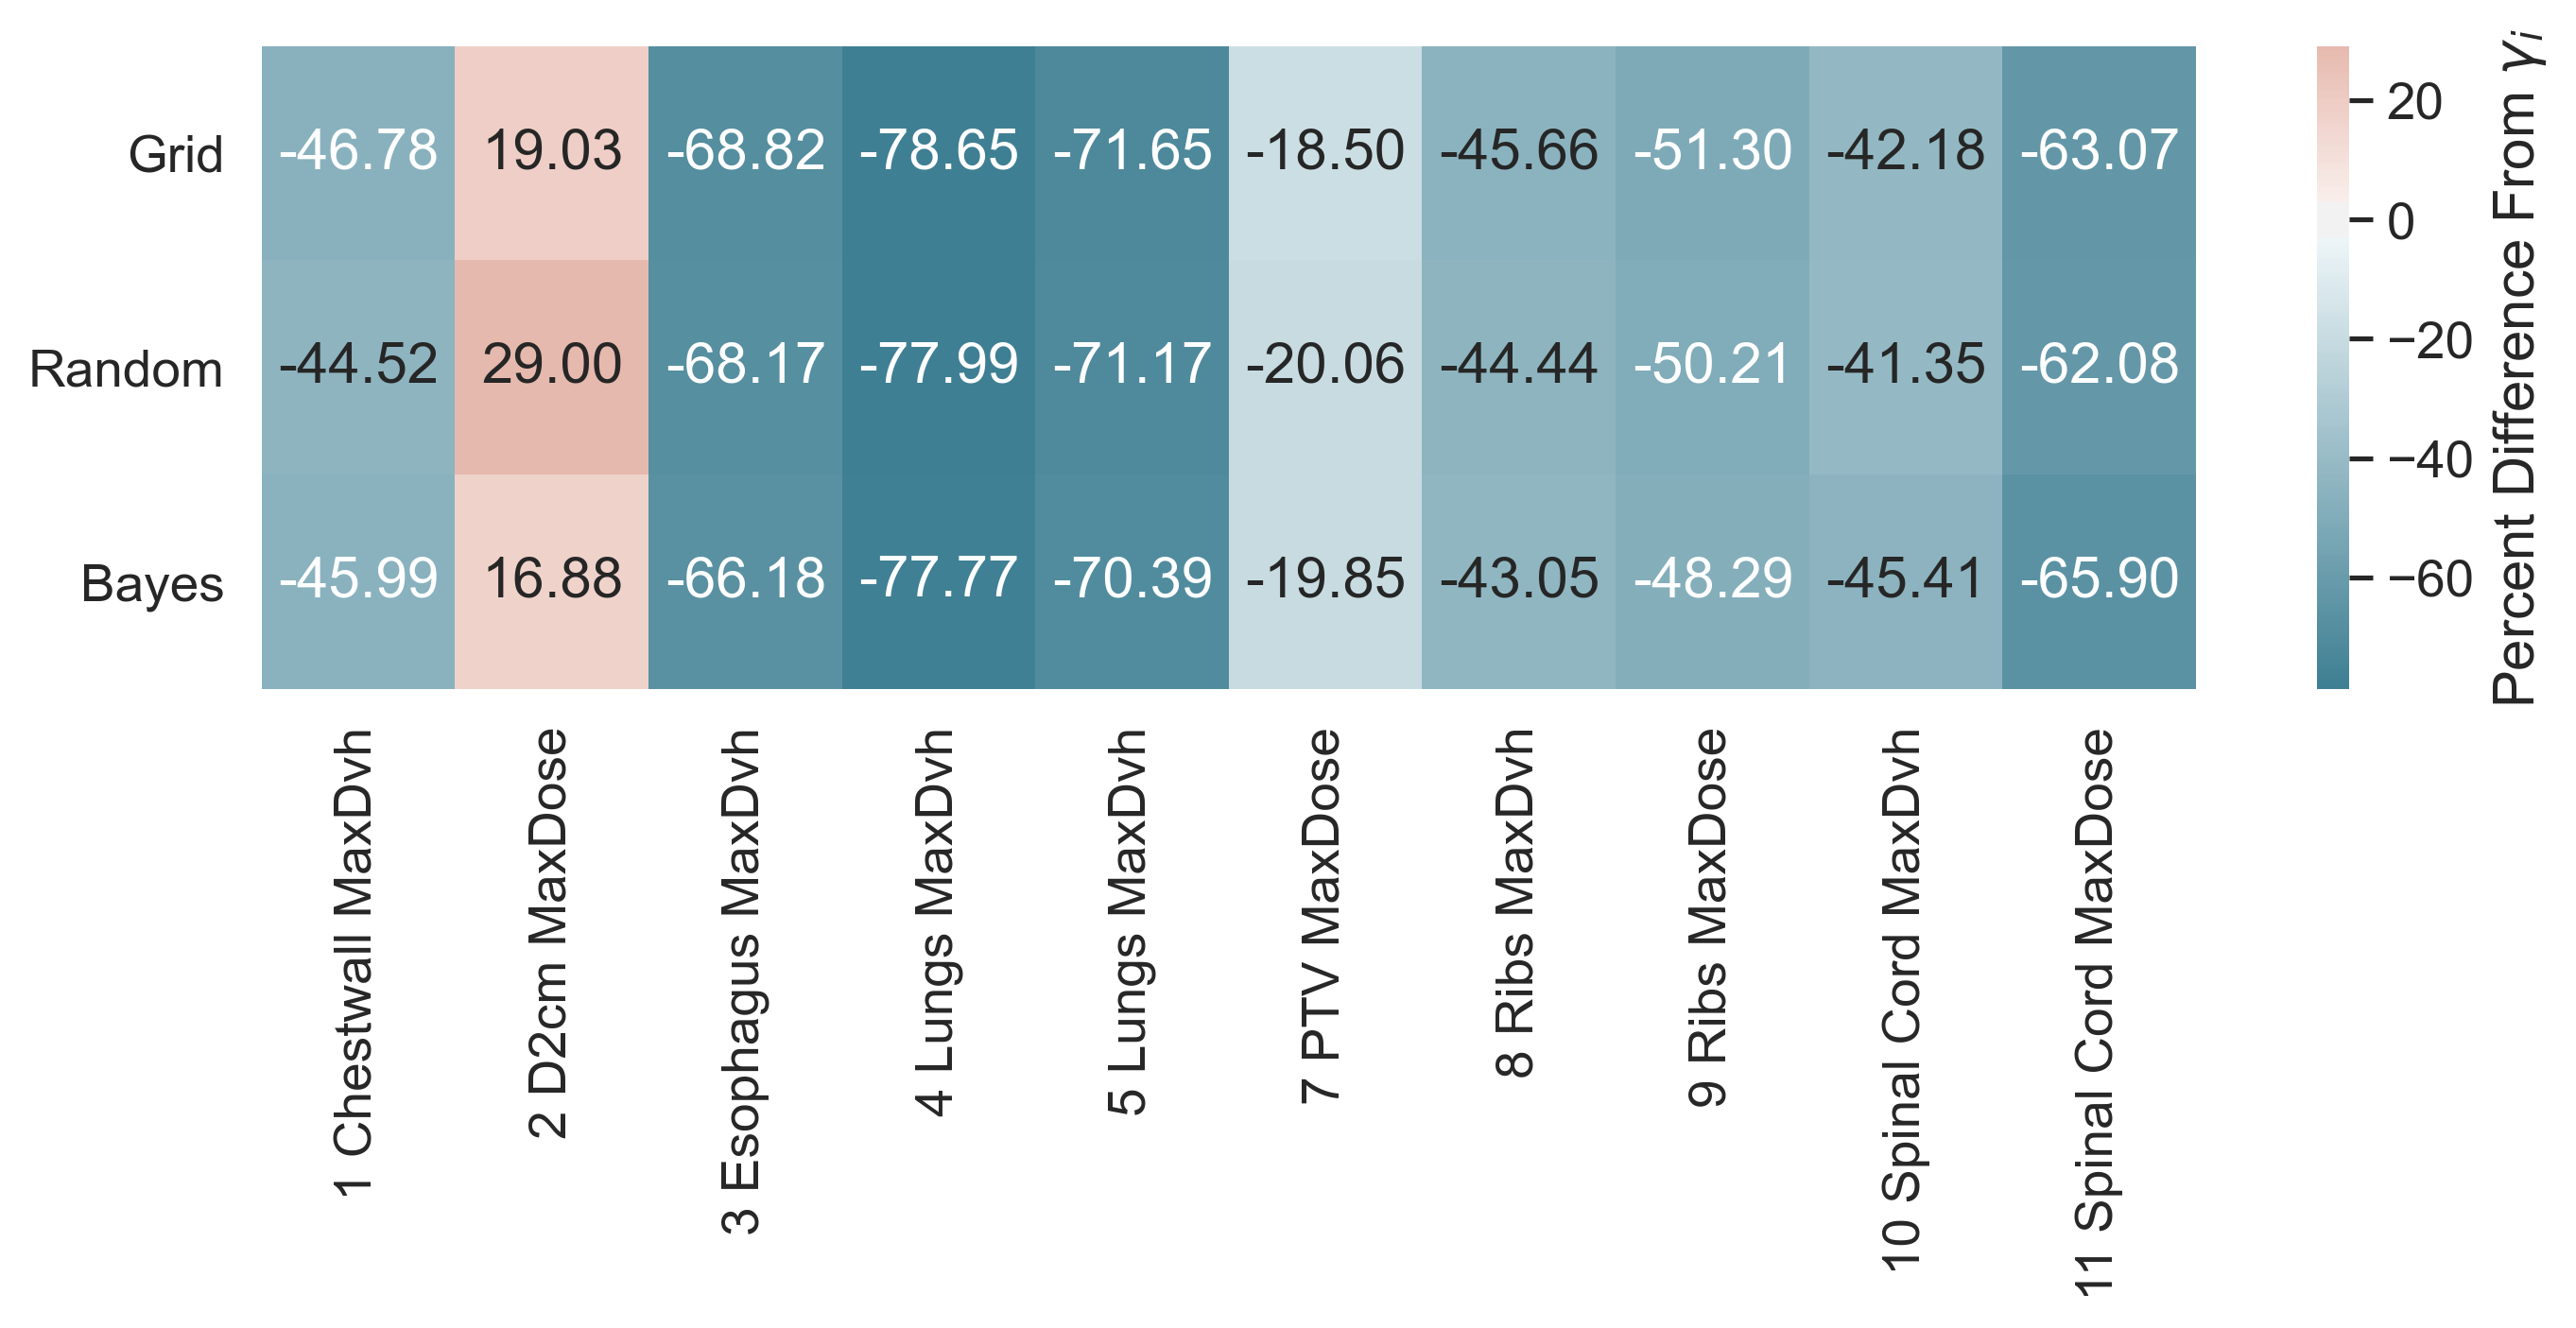 Grid -46.78 19.03 -68.82 -78.65 -71.65 -18.50 -45.66 -51.30 -42.18 -63.07
Random -44.52 29.00 -68.17 -77.99 -71.17 -20.06 -44.44 -50.21 -41.35 -62.08
Bayes -45.99 16.88 -66.18 -77.77 -70.39 -19.85 -43.05 -48.29 -45.41 -65.90
1 Chestwall MaxDvh
2 D2cm MaxDose
3 Esophagus MaxDvh
4 Lungs MaxDvh
5 Lungs MaxDvh
7 PTV MaxDose
8 Ribs MaxDvh
9 Ribs MaxDose
10 Spinal Cord MaxDvh
11 Spinal Cord MaxDose
20
0
−20
−40
−60
Percent Difference From γi